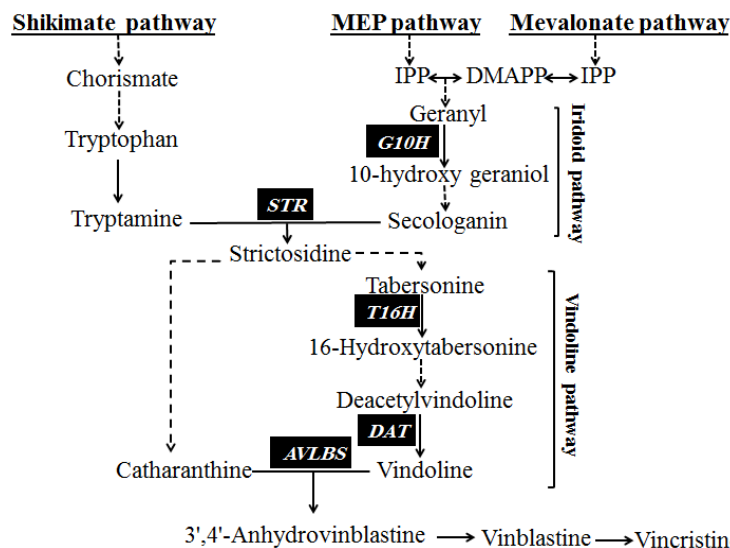 Shikimate pathway MEP pathway Mevalonate pathway
Chorismate IPP DMAPP IPP
Geranyl
Tryptophan G10H
10-hydroxy geraniol
Iridoid pathway
STR
Tryptamine Secologanin
Strictosidine
Tabersonine
T16H
16-Hydroxytabersonine
Vindoline pathway
Deacetylvindoline
DAT
AVLBS
Catharanthine Vindoline
3',4'-Anhydrovinblastine Vinblastine Vincristin